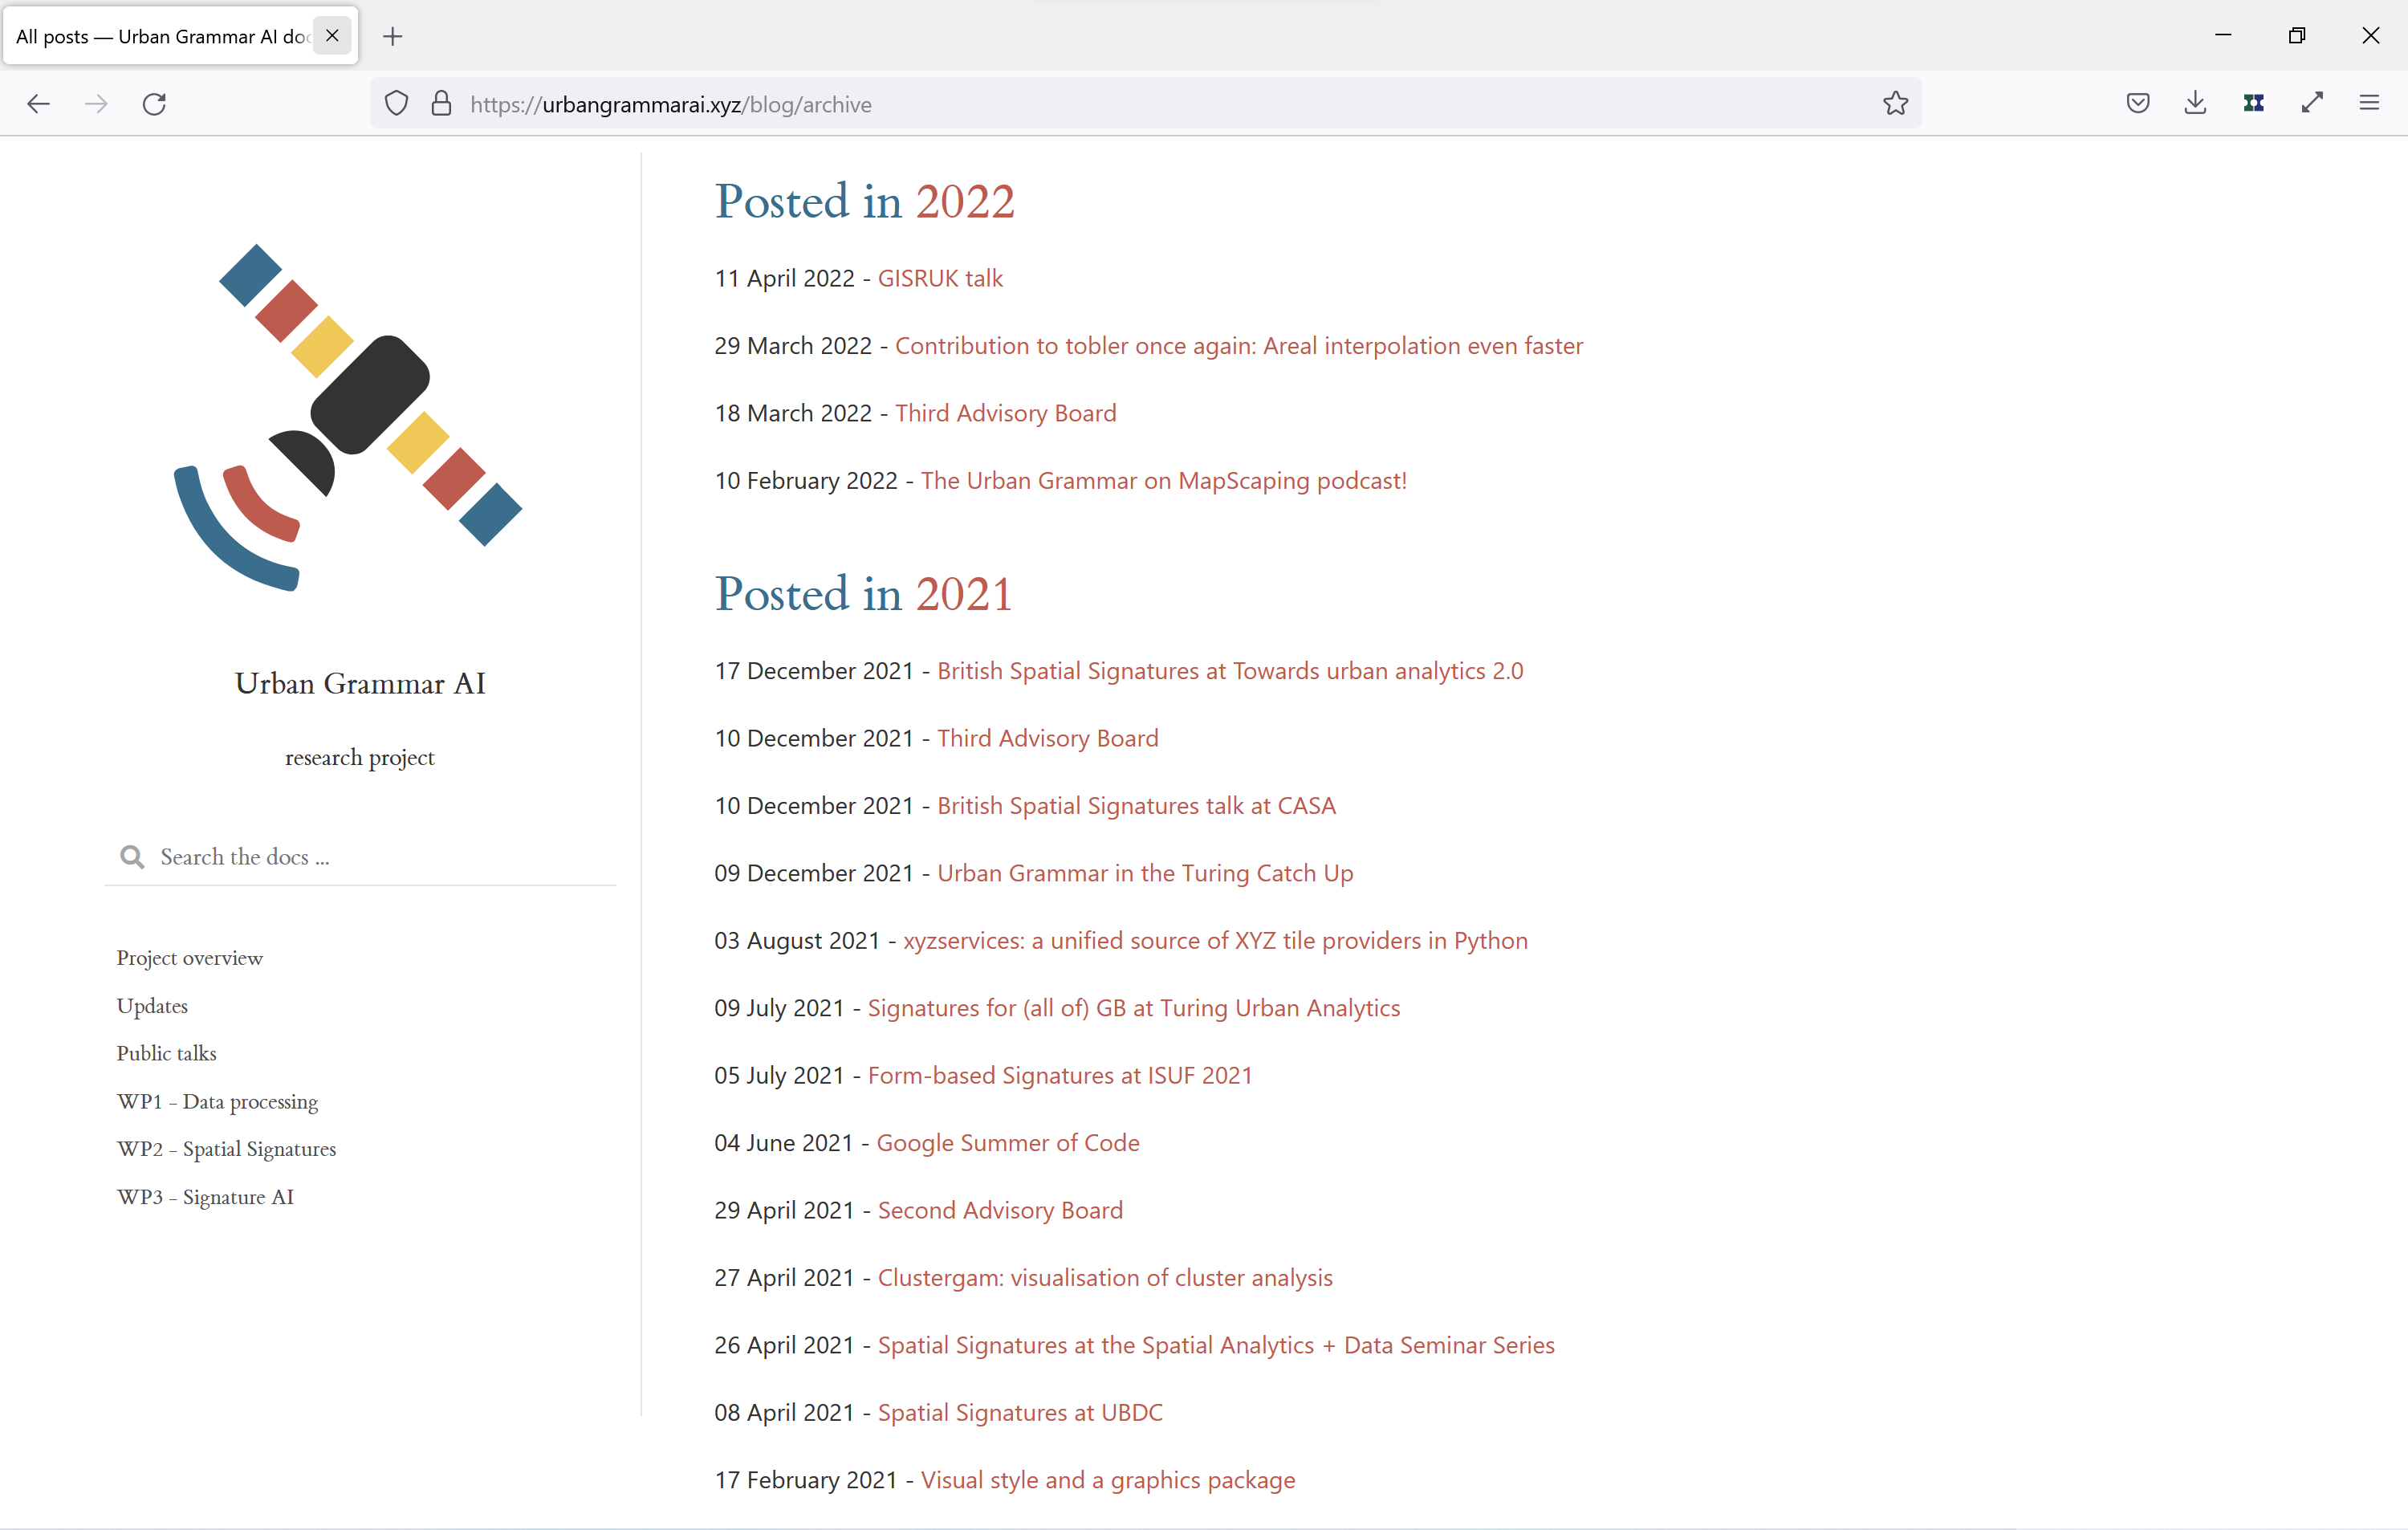 All posts — Urban Grammar AI doc
https://urbangrammarai.xyz/blog/archive
Urban Grammar AI
research project
Search the docs ...
Project overview
Updates
Public talks
WP1 - Data processing
WP2 - Spatial Signatures
WP3 - Signature AI
Posted in 2022
11 April 2022 - GISRUK talk
29 March 2022 - Contribution to tobler once again: Areal interpolation even faster
18 March 2022 - Third Advisory Board
10 February 2022 - The Urban Grammar on MapScaping podcast!
Posted in 2021
17 December 2021 - British Spatial Signatures at Towards urban analytics 2.0
10 December 2021 - Third Advisory Board
10 December 2021 - British Spatial Signatures talk at CASA
09 December 2021 - Urban Grammar in the Turing Catch Up
03 August 2021 - xyzservices: a unified source of XYZ tile providers in Python
09 July 2021 - Signatures for (all of) GB at Turing Urban Analytics
05 July 2021 - Form-based Signatures at ISUF 2021
04 June 2021 - Google Summer of Code
29 April 2021 - Second Advisory Board
27 April 2021 - Clustergam: visualisation of cluster analysis
26 April 2021 - Spatial Signatures at the Spatial Analytics + Data Seminar Series
08 April 2021 - Spatial Signatures at UBDC
17 February 2021 - Visual style and a graphics package